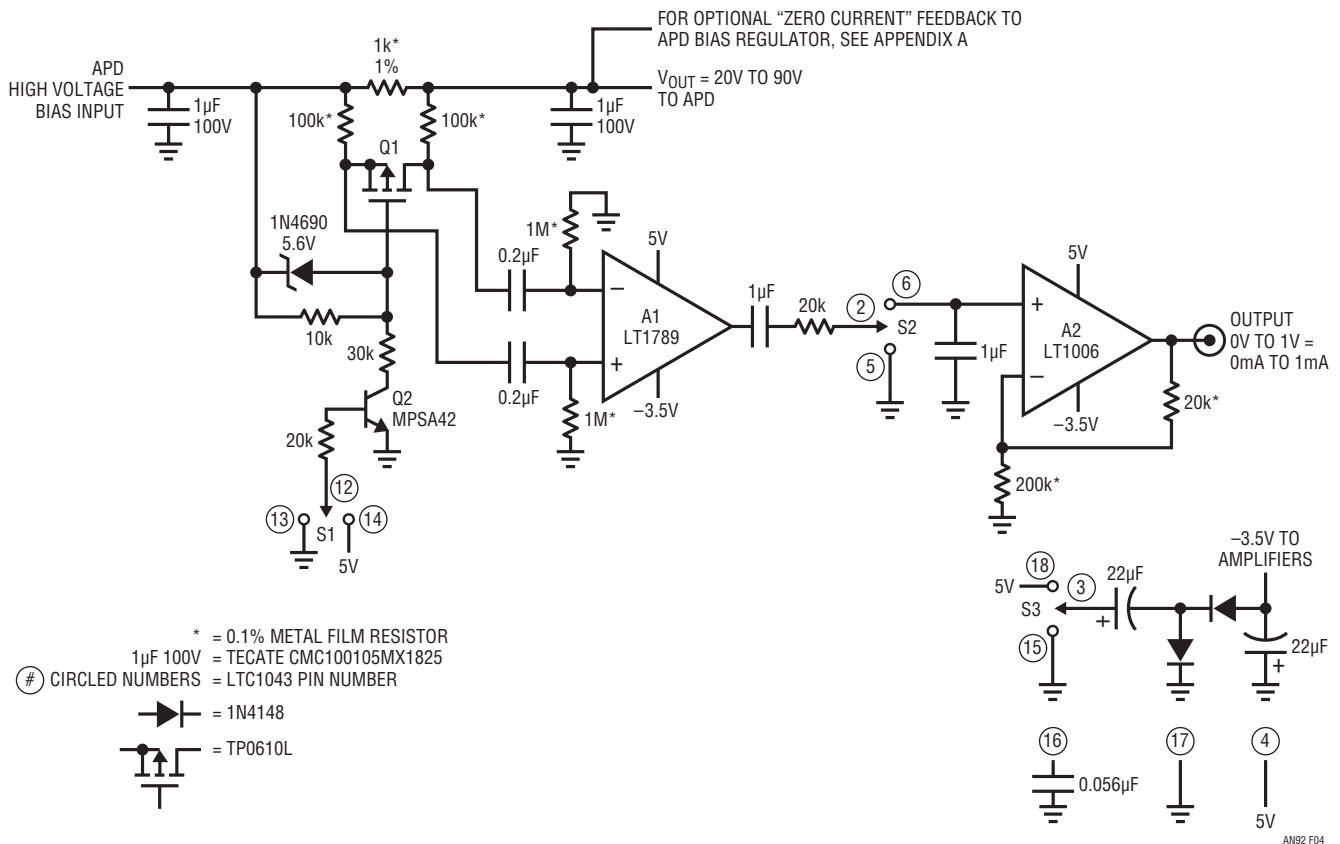 FOR OPTIONAL “ZERO CURRENT” FEEDBACK TO
APD BIAS REGULATOR, SEE APPENDIX A
APD
HIGH VOLTAGE
BIAS INPUT
1µF
100V
1k*
1%
100k*
100k*
1µF
100V
VOUT = 20V TO 90V
TO APD
Q1
1N4690
5.6V
10k
30k
Q2
MPSA42
20k
12
13
S1
14
5V
0.2µF
0.2µF
1M*
1M*
5V
−
+
A1
LT1789
–3.5V
1µF
20k
2
6
S2
5
1µF
5V
+
−
A2
LT1006
–3.5V
OUTPUT
0V TO 1V =
0mA TO 1mA
20k*
200k*
–3.5V TO
AMPLIFIERS
18
5V
3
S3
15
22µF
+
22µF
+
16
0.056µF
17
4
5V
* = 0.1% METAL FILM RESISTOR
1µF 100V = TECATE CMC100105MX1825
# CIRCLED NUMBERS = LTC1043 PIN NUMBER
= 1N4148
= TP0610L
AN92 F04